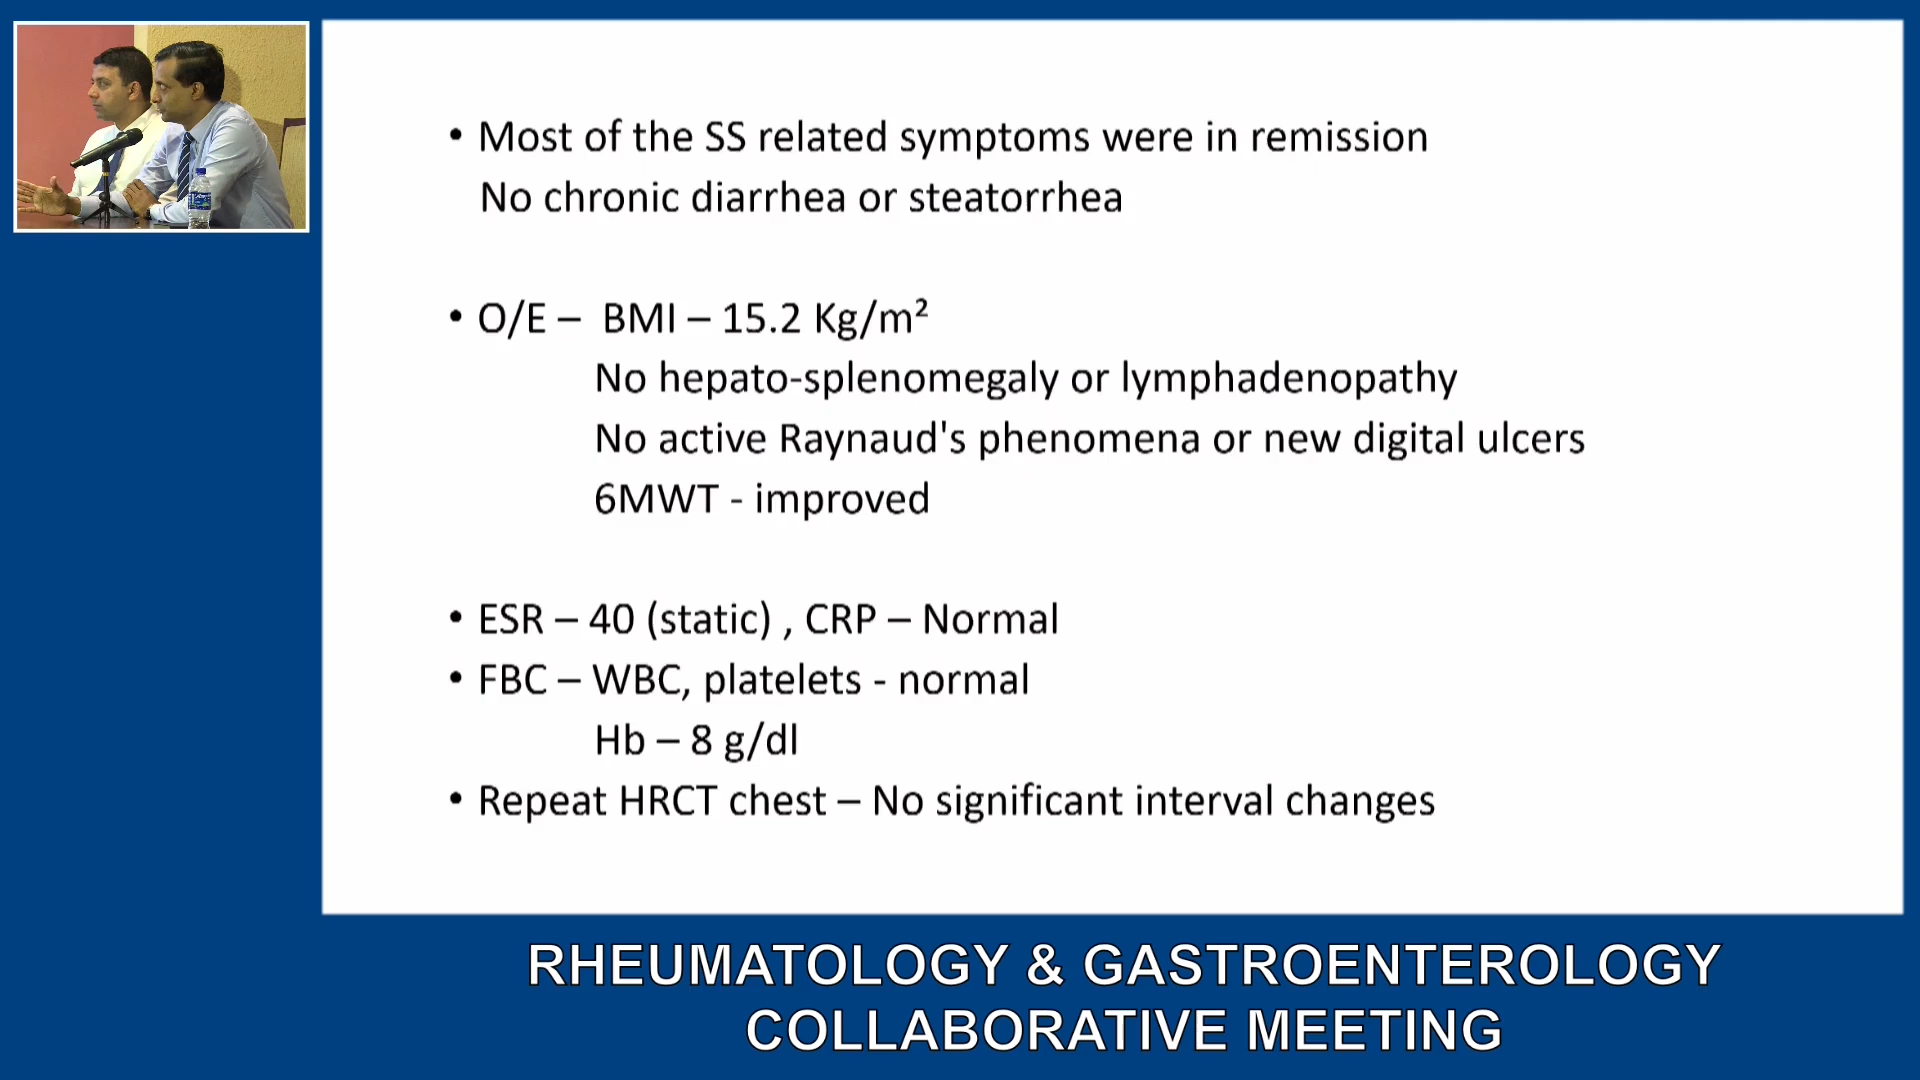 • Most of the SS related symptoms were in remission
No chronic diarrhea or steatorrhea
• O/E – BMI – 15.2 Kg/m²
No hepato-splenomegaly or lymphadenopathy
No active Raynaud's phenomena or new digital ulcers
6MWT - improved
• ESR – 40 (static) , CRP – Normal
• FBC – WBC, platelets - normal
Hb – 8 g/dl
• Repeat HRCT chest – No significant interval changes
RHEUMATOLOGY & GASTROENTEROLOGY
COLLABORATIVE MEETING